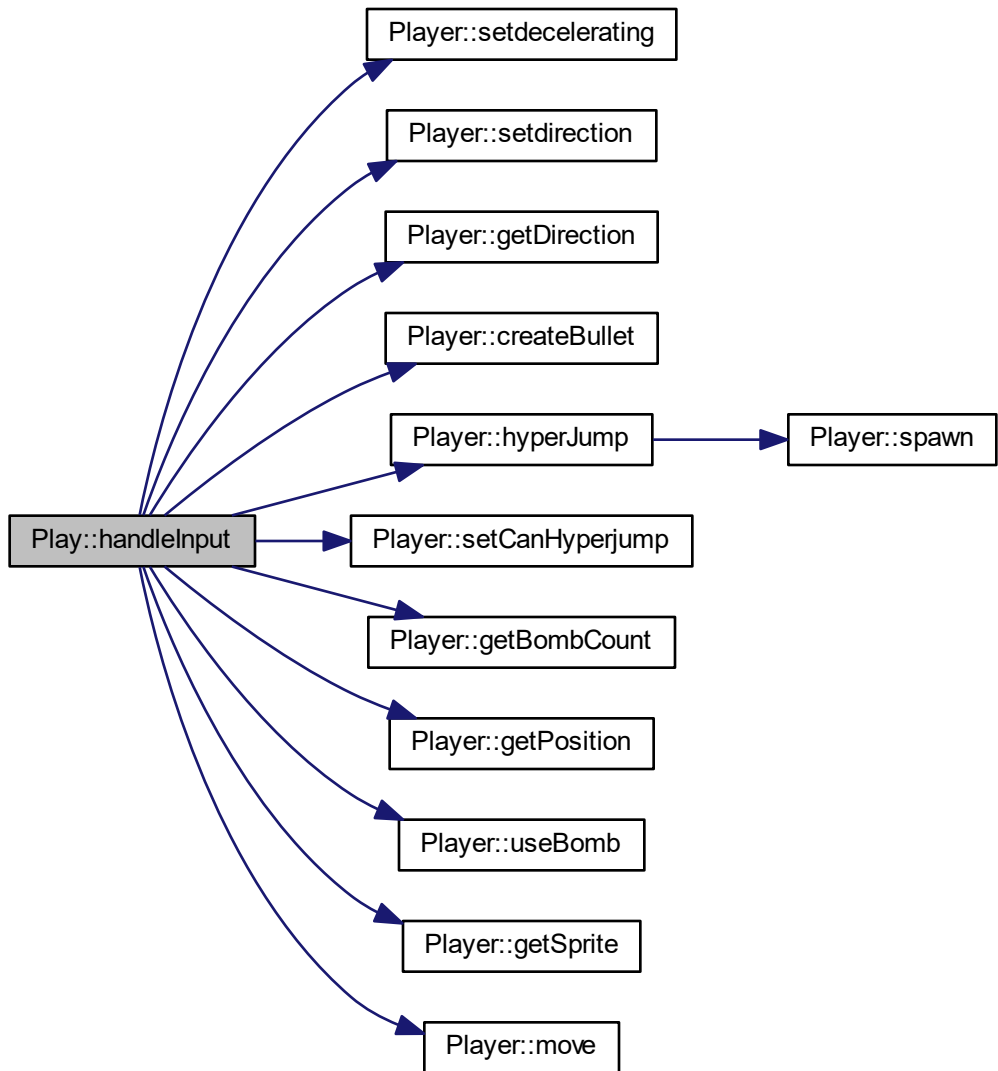 Player::setdecelerating
Player::setdirection
Player::getDirection
Player::createBullet
Player::hyperJump
Player::spawn
Play::handleInput
Player::setCanHyperjump
Player::getBombCount
Player::getPosition
Player::useBomb
Player::getSprite
Player::move